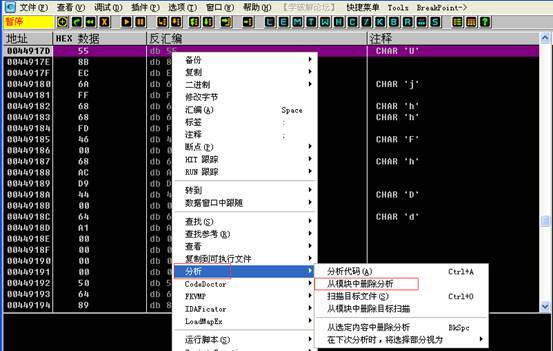 文件(F) 查看(V) 调试(D) 插件(P) 选项(T) 窗口(W) 帮助(H) 【学破解论坛】 快捷菜单 Tools BreakPoint->
暂停 L E M T W H C / K B R ... S
地址 HEX 数据 反汇编 注释
0044917D 55 db 55 CHAR 'U'
0044917E 8B db 8
0044917F EC db E
00449180 6A db 6 CHAR 'j'
00449181 FF db F
00449182 68 db 6 CHAR 'h'
00449183 68 db 6 CHAR 'h'
00449184 FD db F
00449185 46 db 4 CHAR 'F'
00449186 00 db 0
00449187 68 db 6 CHAR 'h'
00449188 AC db A
00449189 D9 db D
0044918A 44 db 4 CHAR 'D'
0044918B 00 db 0
0044918C 64 db 6 CHAR 'd'
0044918D A1 db A
0044918E 00 db 0
0044918F 00 db 0
00449190 00 db 0
00449191 00 db 0
00449192 50 db 5
00449193 64 db 6
00449194 89 db 8
备份
复制
二进制
修改字节
汇编(A) Space
标签 :
注释 ;
断点(P)
HIT 跟踪
RUN 跟踪
转到
数据窗口中跟随
查找(S)
查找参考(R)
查看
复制到可执行文件
分析
CodeDoctor
FKVMP
IDAFicator
LoadMapEx
运行脚本(S)
分析代码(A) Ctrl+A
从模块中删除分析
扫描目标文件(S) Ctrl+O
从模块中删除目标扫描
从选定内容中删除分析 BkSpc
在下次分析时，将选择部分视为